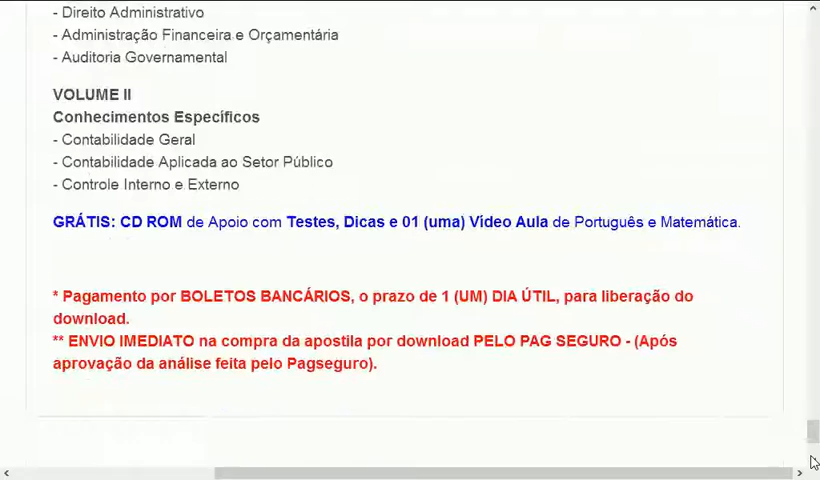 - Direito Administrativo
- Administração Financeira e Orçamentária
- Auditoria Governamental
VOLUME II
Conhecimentos Específicos
- Contabilidade Geral
- Contabilidade Aplicada ao Setor Público
- Controle Interno e Externo
GRÁTIS: CD ROM de Apoio com Testes, Dicas e 01 (uma) Vídeo Aula de Português e Matemática.
* Pagamento por BOLETOS BANCÁRIOS, o prazo de 1 (UM) DIA ÚTIL, para liberação do
download.
** ENVIO IMEDIATO na compra da apostila por download PELO PAG SEGURO - (Após
aprovação da análise feita pelo Pagseguro).